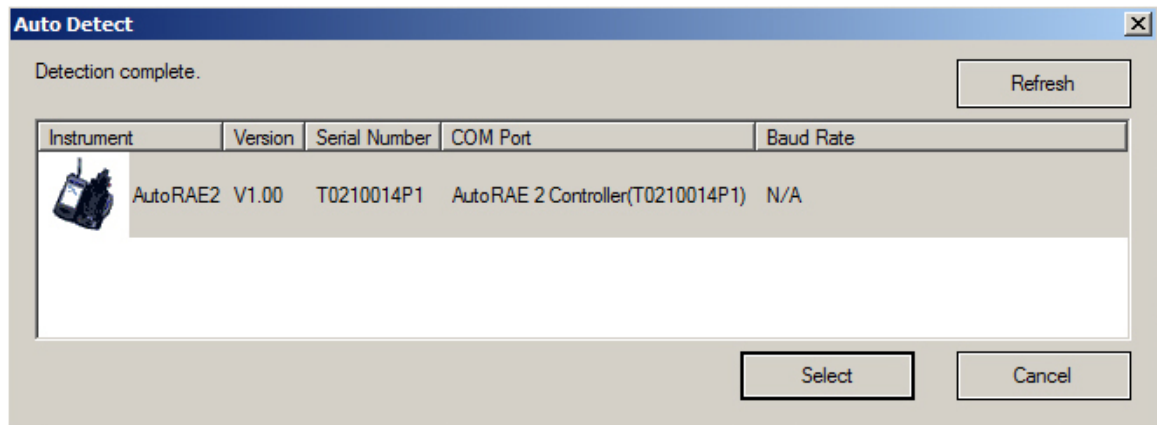 Auto Detect
Detection complete.
Refresh
Instrument Version Serial Number COM Port Baud Rate
AutoRAE2 V1.00 T0210014P1 AutoRAE 2 Controller(T0210014P1) N/A
Select Cancel